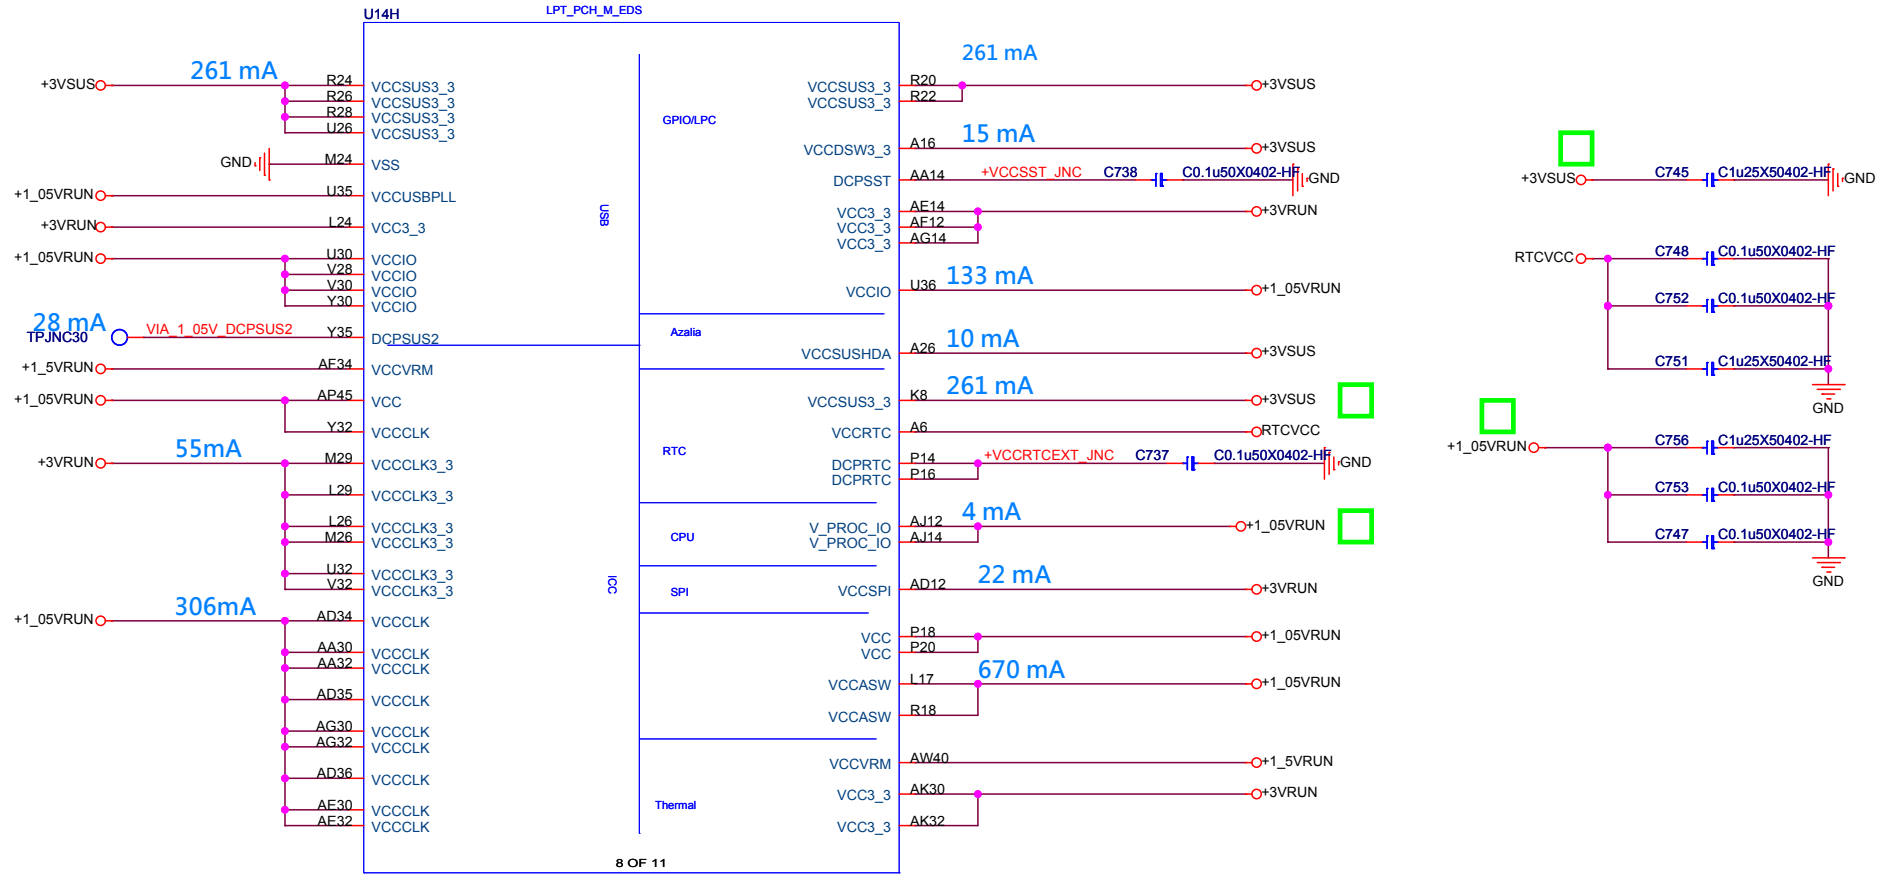 U14H
LPT_PCH_M_EDS
+3VSUS
261 mA
R24
VCCSUS3_3
R26
VCCSUS3_3
R28
VCCSUS3_3
U26
VCCSUS3_3
GND
M24
VSS
+1_05VRUN
U35
VCCUSBPLL
+3VRUN
L24
VCC3_3
+1_05VRUN
U30
VCCIO
V28
VCCIO
V30
VCCIO
Y30
VCCIO
28 mA
TPJNC30
VIA_1_05V_DCPSUS2
Y35
DCPSUS2
+1_5VRUN
AF34
VCCVRM
+1_05VRUN
AP45
VCC
Y32
VCCCLK
+3VRUN
55mA
M29
VCCCLK3_3
L29
VCCCLK3_3
L26
VCCCLK3_3
M26
VCCCLK3_3
U32
VCCCLK3_3
V32
VCCCLK3_3
+1_05VRUN
306mA
AD34
VCCCLK
AA30
VCCCLK
AA32
VCCCLK
AD35
VCCCLK
AG30
VCCCLK
AG32
VCCCLK
AD36
VCCCLK
AE30
VCCCLK
AE32
VCCCLK
GPIO/LPC
USB
Azalia
RTC
CPU
ICC
SPI
Thermal
8 OF 11
261 mA
VCCSUS3_3
R20
+3VSUS
VCCSUS3_3
R22
15 mA
VCCDSW3_3
A16
+3VSUS
DCPSST
AA14
+VCCSST_JNC
C738
C0.1u50X0402-HF
GND
VCC3_3
AE14
+3VRUN
VCC3_3
AF12
VCC3_3
AG14
133 mA
VCCIO
U36
+1_05VRUN
10 mA
VCCSUSHDA
A26
+3VSUS
261 mA
VCCSUS3_3
K8
+3VSUS
VCCRTC
A6
RTCVCC
DCPRTC
P14
+VCCRTCEXT_JNC
C737
C0.1u50X0402-HF
GND
DCPRTC
P16
4 mA
V_PROC_IO
AJ12
+1_05VRUN
V_PROC_IO
AJ14
22 mA
VCCSPI
AD12
+3VRUN
VCC
P18
+1_05VRUN
VCC
P20
670 mA
VCCASW
L17
+1_05VRUN
VCCASW
R18
VCCVRM
AW40
+1_5VRUN
VCC3_3
AK30
+3VRUN
VCC3_3
AK32
+3VSUS
C745
C1u25X50402-HF
GND
RTCVCC
C748
C0.1u50X0402-HF
C752
C0.1u50X0402-HF
C751
C1u25X50402-HF
GND
+1_05VRUN
C756
C1u25X50402-HF
C753
C0.1u50X0402-HF
C747
C0.1u50X0402-HF
GND